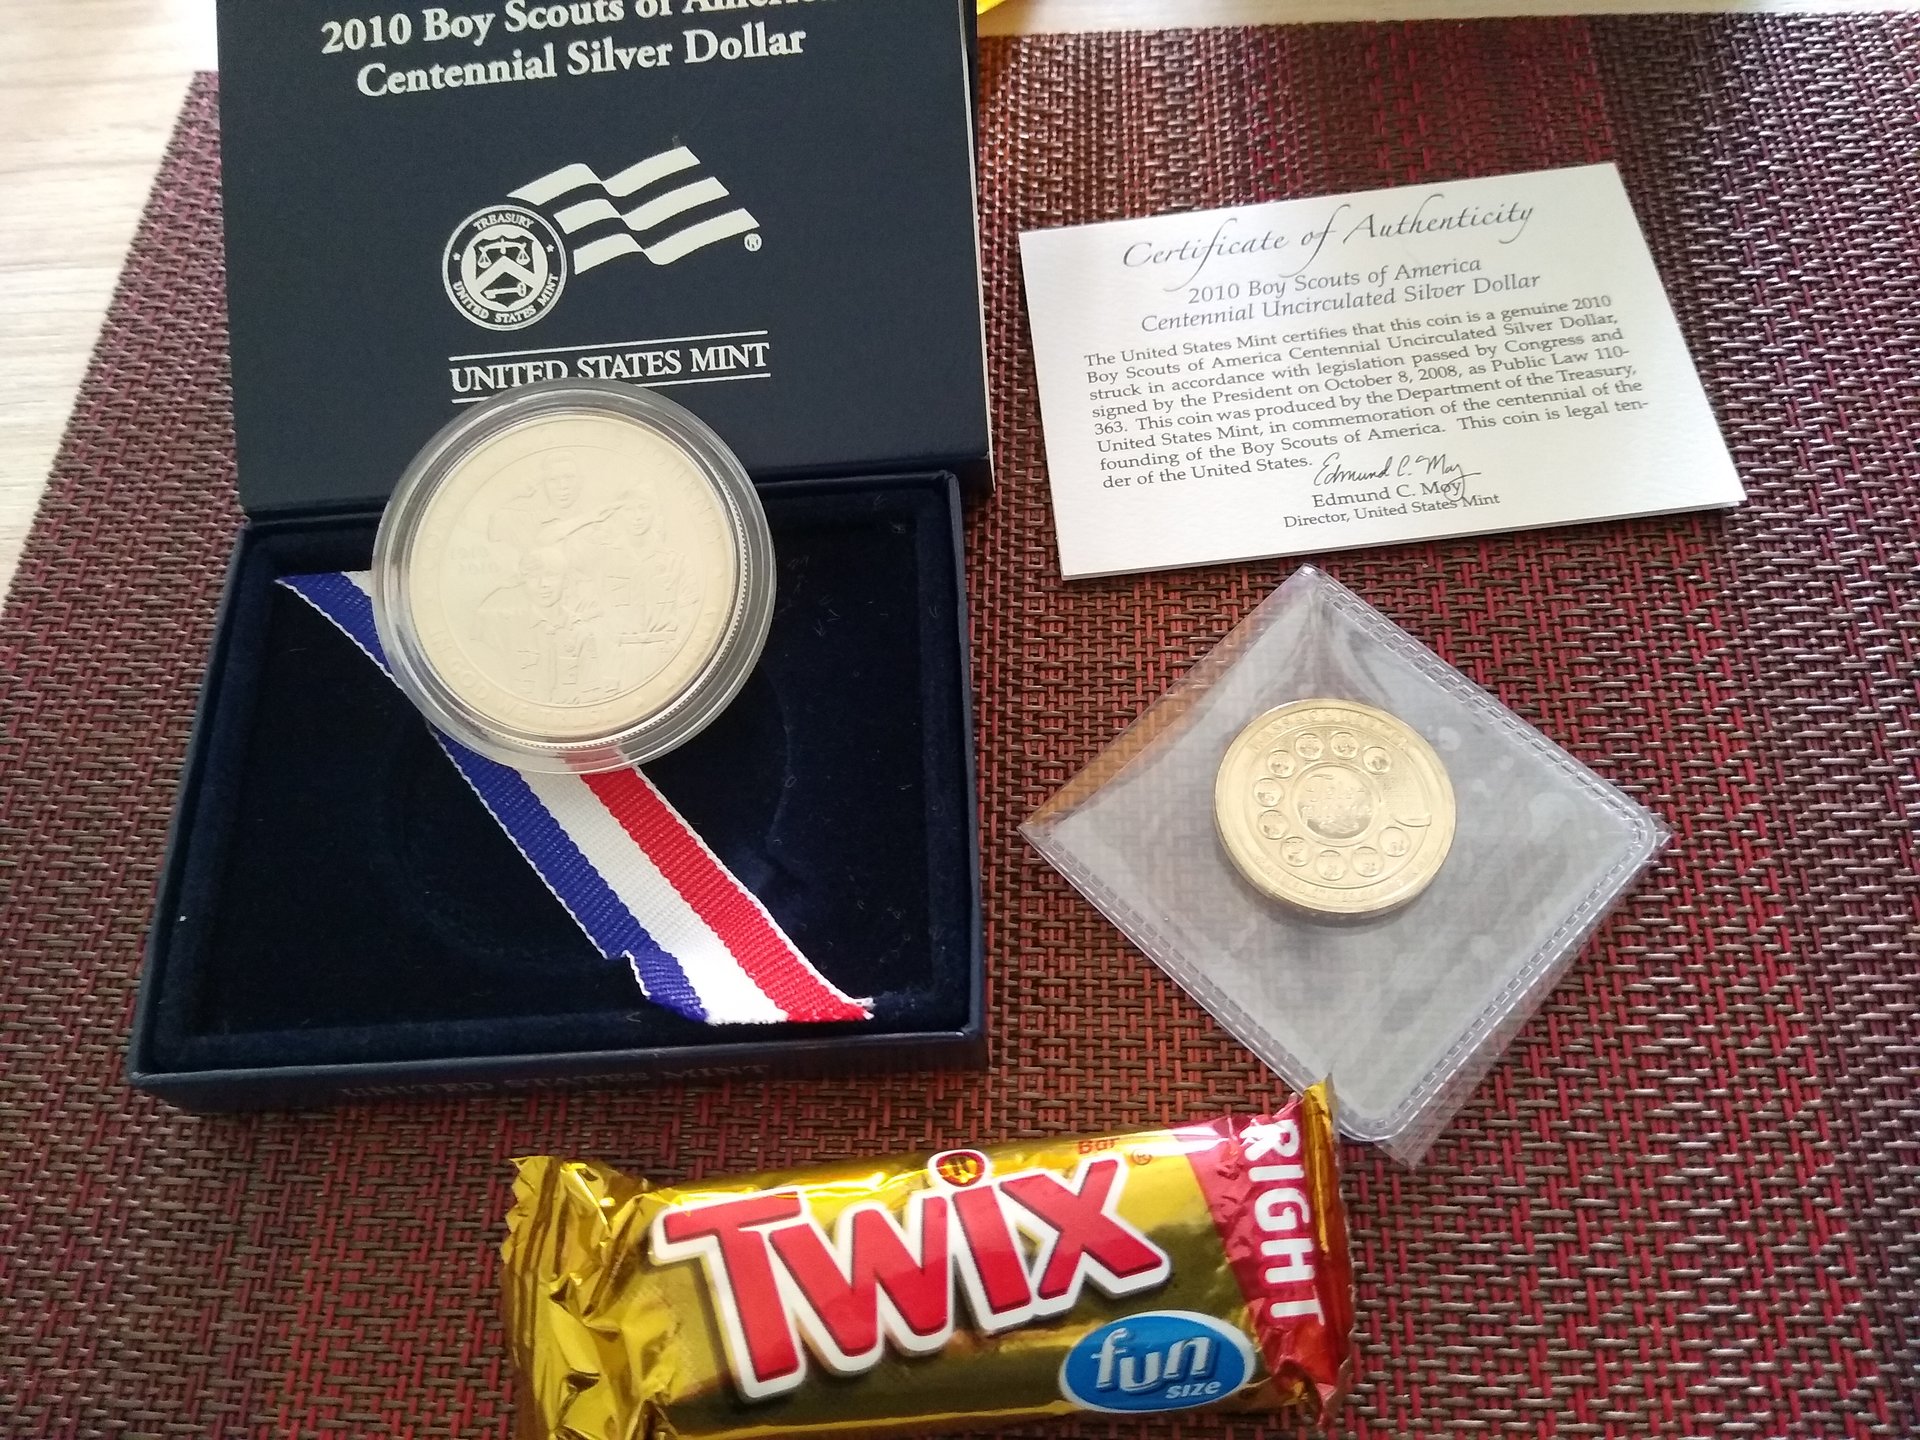 2010 Boy Scouts of America
Centennial Silver Dollar
TREASURY
UNITED STATES MINT
®
UNITED STATES MINT
IN GOD WE TRUST
UNITED STATES MINT
Certificate of Authenticity
2010 Boy Scouts of America
Centennial Uncirculated Silver Dollar
The United States Mint certifies that this coin is a genuine 2010
Boy Scouts of America Centennial Uncirculated Silver Dollar,
struck in accordance with legislation passed by Congress and
signed by the President on October 8, 2008, as Public Law 110-
363. This coin was produced by the Department of the Treasury,
United States Mint, in commemoration of the centennial of the
founding of the Boy Scouts of America. This coin is legal ten-
der of the United States.
Edmund C. Moy
Edmund C. Moy
Director, United States Mint
Bar
TWIX
®
RIGHT
fun
SIZE